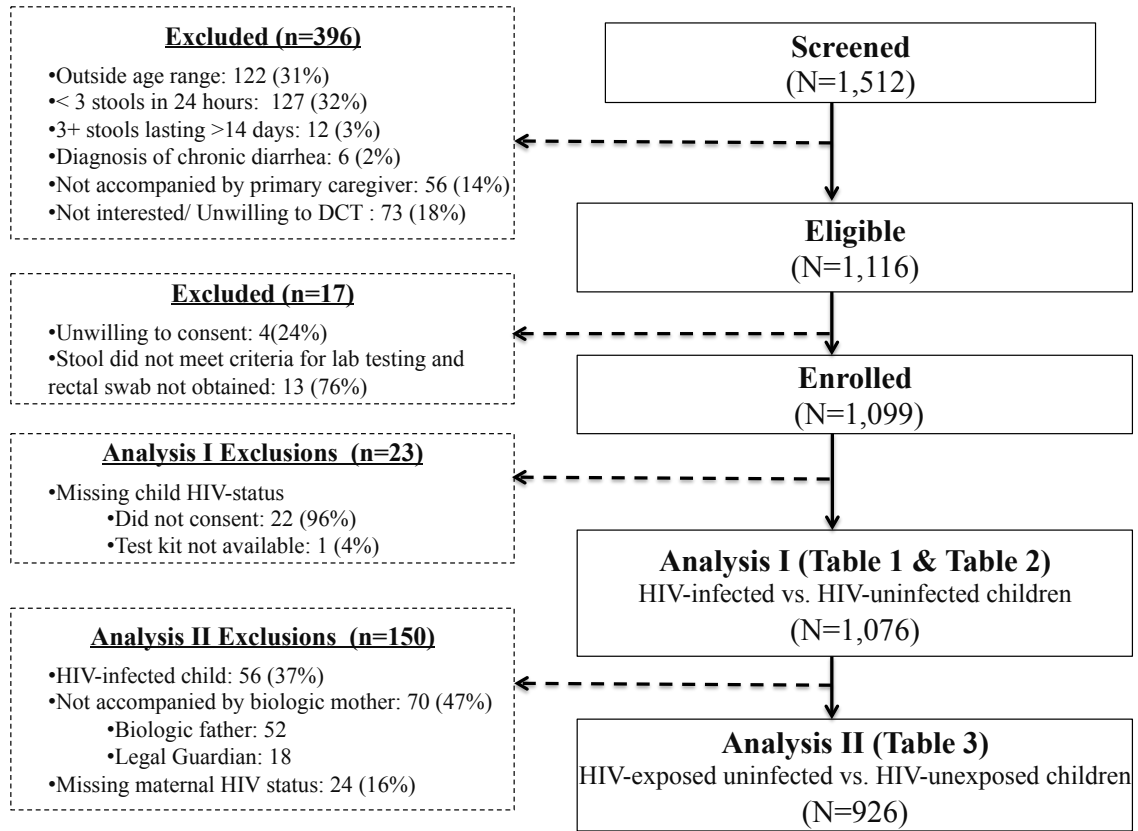 Excluded (n=396)
•Outside age range: 122 (31%)
•< 3 stools in 24 hours:  127 (32%)
•3+ stools lasting >14 days: 12 (3%)
•Diagnosis of chronic diarrhea: 6 (2%)
•Not accompanied by primary caregiver: 56 (14%)
•Not interested/ Unwilling to DCT : 73 (18%)
Screened
(N=1,512)
Eligible
(N=1,116)
Excluded (n=17)
•Unwilling to consent: 4(24%)
•Stool did not meet criteria for lab testing and
rectal swab not obtained: 13 (76%)
Enrolled
(N=1,099)
Analysis I Exclusions  (n=23)
•Missing child HIV-status
•Did not consent: 22 (96%)
•Test kit not available: 1 (4%)
Analysis I (Table 1 & Table 2)
HIV-infected vs. HIV-uninfected children
(N=1,076)
Analysis II Exclusions  (n=150)
•HIV-infected child: 56 (37%)
•Not accompanied by biologic mother: 70 (47%)
•Biologic father: 52
•Legal Guardian: 18
•Missing maternal HIV status: 24 (16%)
Analysis II (Table 3)
HIV-exposed uninfected vs. HIV-unexposed children
(N=926)